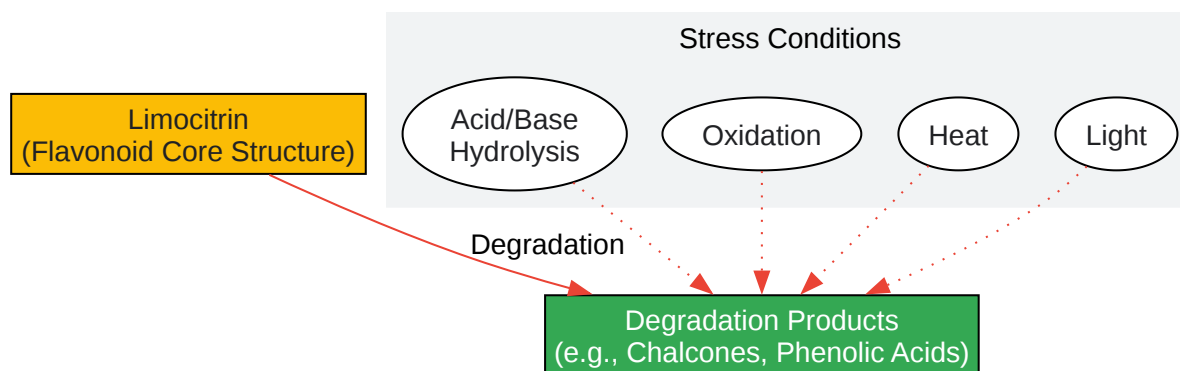 Stress Conditions
Limocitrin
(Flavonoid Core Structure)
Acid/Base
Hydrolysis
Oxidation
Heat
Light
Degradation
Degradation Products
(e.g., Chalcones, Phenolic Acids)